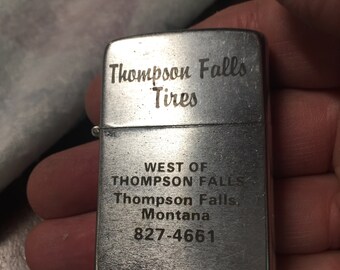 Thompson Falls
Tires
WEST OF
THOMPSON FALLS
Thompson Falls,
Montana
827-4661